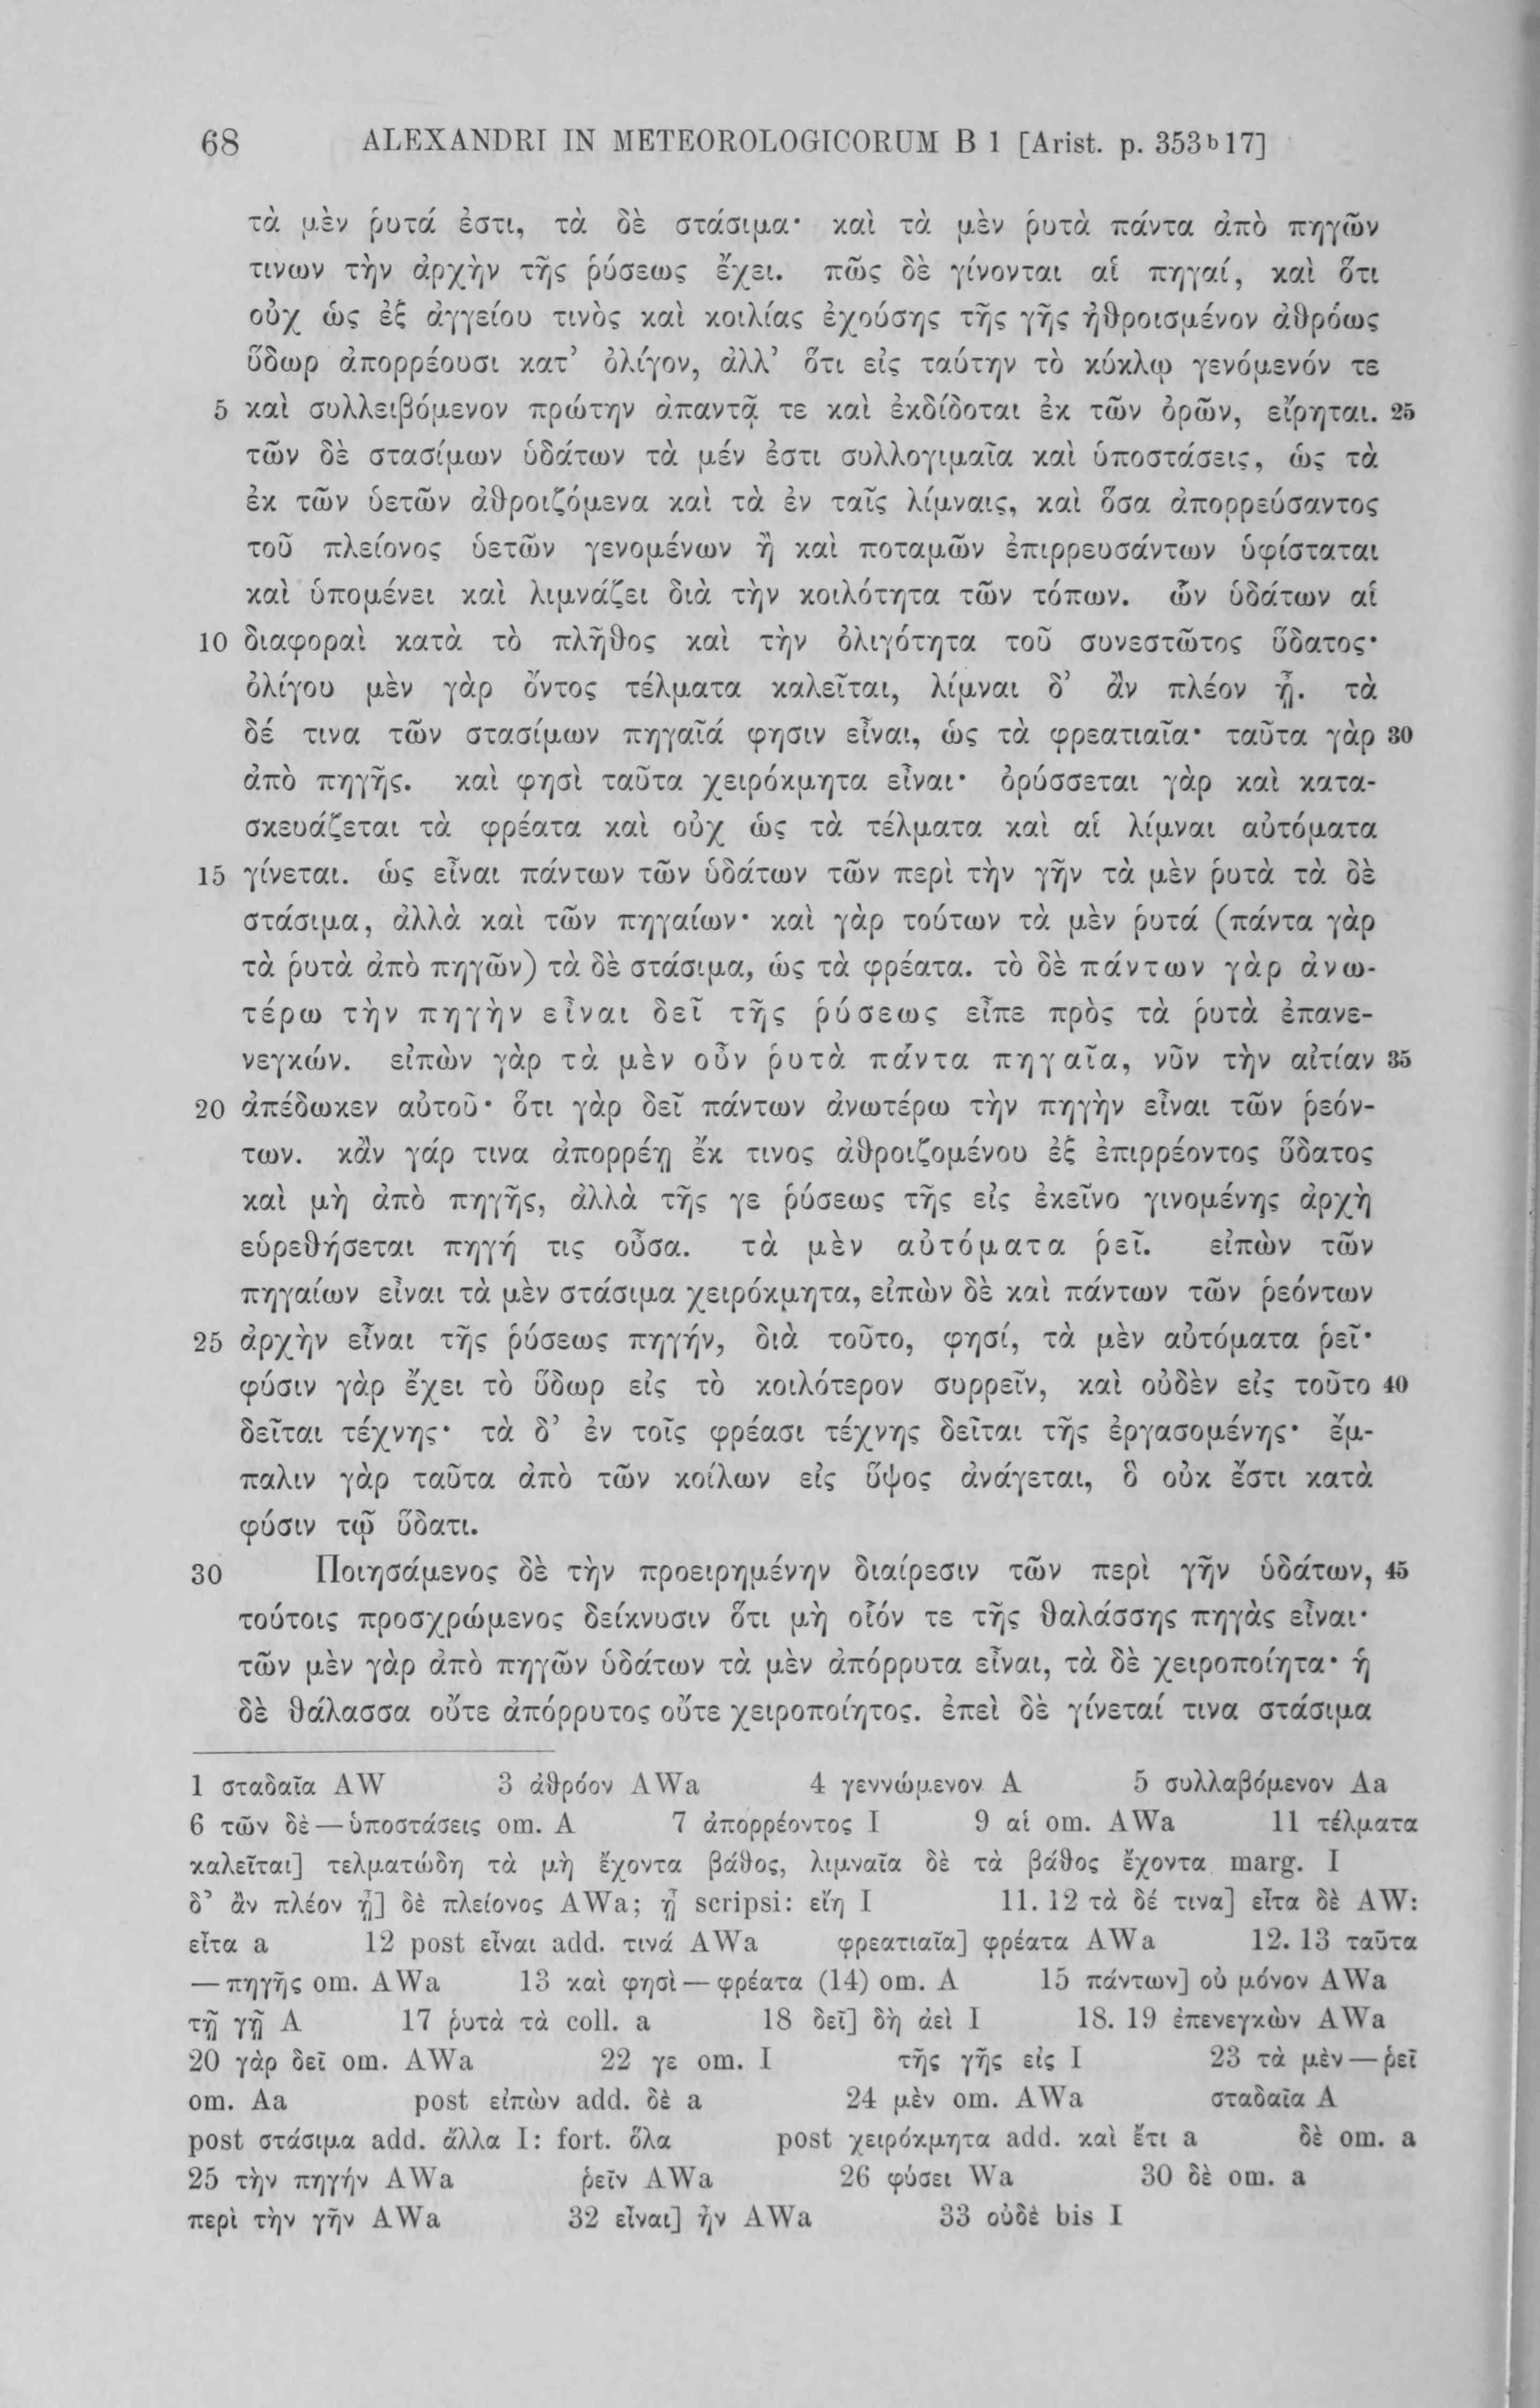 68 ALEXANDRI IN METEOROLOGICORUM B 1 [Arist. p. 353ᵇ17]
τὰ μὲν ῥυτά ἐστι, τὰ δὲ στάσιμα· καὶ τὰ μὲν ῥυτὰ πάντα ἀπὸ πηγῶν
τινων τὴν ἀρχὴν τῆς ῥύσεως ἔχει. πῶς δὲ γίνονται αἱ πηγαί, καὶ ὅτι
οὐχ ὡς ἐξ ἀγγείου τινὸς καὶ κοιλίας ἐχούσης τῆς γῆς ἠθροισμένον ἀθρόως
ὕδωρ ἀπορρέουσι κατ’ ὀλίγον, ἀλλ’ ὅτι εἰς ταύτην τὸ κύκλῳ γενόμενόν τε
5 καὶ συλλειβόμενον πρώτην ἀπαντᾷ τε καὶ ἐκδίδοται ἐκ τῶν ὀρῶν, εἴρηται. 25
τῶν δὲ στασίμων ὑδάτων τὰ μέν ἐστι συλλογιμαῖα καὶ ὑποστάσεις, ὡς τὰ
ἐκ τῶν ὑετῶν ἀθροιζόμενα καὶ τὰ ἐν ταῖς λίμναις, καὶ ὅσα ἀπορρεύσαντος
τοῦ πλείονος ὑετῶν γενομένων ἢ καὶ ποταμῶν ἐπιρρευσάντων ὑφίσταται
καὶ ὑπομένει καὶ λιμνάζει διὰ τὴν κοιλότητα τῶν τόπων. ὧν ὑδάτων αἱ
10 διαφοραὶ κατὰ τὸ πλῆθος καὶ τὴν ὀλιγότητα τοῦ συνεστῶτος ὕδατος·
ὀλίγου μὲν γὰρ ὄντος τέλματα καλεῖται, λίμναι δ’ ἂν πλέον ᾖ. τὰ
δέ τινα τῶν στασίμων πηγαῖά φησιν εἶναι, ὡς τὰ φρεατιαῖα· ταῦτα γὰρ 30
ἀπὸ πηγῆς. καὶ φησὶ ταῦτα χειρόκμητα εἶναι· ὀρύσσεται γὰρ καὶ κατα-
σκευάζεται τὰ φρέατα καὶ οὐχ ὡς τὰ τέλματα καὶ αἱ λίμναι αὐτόματα
15 γίνεται. ὡς εἶναι πάντων τῶν ὑδάτων τῶν περὶ τὴν γῆν τὰ μὲν ῥυτὰ τὰ δὲ
στάσιμα, ἀλλὰ καὶ τῶν πηγαίων· καὶ γὰρ τούτων τὰ μὲν ῥυτά (πάντα γὰρ
τὰ ῥυτὰ ἀπὸ πηγῶν) τὰ δὲ στάσιμα, ὡς τὰ φρέατα. τὸ δὲ πάντων γὰρ ἀνω-
τέρω τὴν πηγὴν εἶναι δεῖ τῆς ῥύσεως εἶπε πρὸς τὰ ῥυτὰ ἐπανε-
νεγκών. εἰπὼν γὰρ τὰ μὲν οὖν ῥυτὰ πάντα πηγαῖα, νῦν τὴν αἰτίαν 35
20 ἀπέδωκεν αὐτοῦ· ὅτι γὰρ δεῖ πάντων ἀνωτέρω τὴν πηγὴν εἶναι τῶν ῥεόν-
των. κἂν γάρ τινα ἀπορρέῃ ἔκ τινος ἀθροιζομένου ἐξ ἐπιρρέοντος ὕδατος
καὶ μὴ ἀπὸ πηγῆς, ἀλλὰ τῆς γε ῥύσεως τῆς εἰς ἐκεῖνο γινομένης ἀρχὴ
εὑρεθήσεται πηγή τις οὖσα. τὰ μὲν αὐτόματα ῥεῖ. εἰπὼν τῶν
πηγαίων εἶναι τὰ μὲν στάσιμα χειρόκμητα, εἰπὼν δὲ καὶ πάντων τῶν ῥεόντων
25 ἀρχὴν εἶναι τῆς ῥύσεως πηγήν, διὰ τοῦτο, φησί, τὰ μὲν αὐτόματα ῥεῖ·
φύσιν γὰρ ἔχει τὸ ὕδωρ εἰς τὸ κοιλότερον συρρεῖν, καὶ οὐδὲν εἰς τοῦτο 40
δεῖται τέχνης· τὰ δ’ ἐν τοῖς φρέασι τέχνης δεῖται τῆς ἐργασομένης· ἔμ-
παλιν γὰρ ταῦτα ἀπὸ τῶν κοίλων εἰς ὕψος ἀνάγεται, ὃ οὐκ ἔστι κατὰ
φύσιν τῷ ὕδατι.
30 Ποιησάμενος δὲ τὴν προειρημένην διαίρεσιν τῶν περὶ γῆν ὑδάτων, 45
τούτοις προσχρώμενος δείκνυσιν ὅτι μὴ οἷόν τε τῆς θαλάσσης πηγὰς εἶναι·
τῶν μὲν γὰρ ἀπὸ πηγῶν ὑδάτων τὰ μὲν ἀπόρρυτα εἶναι, τὰ δὲ χειροποίητα· ἡ
δὲ θάλασσα οὔτε ἀπόρρυτος οὔτε χειροποίητος. ἐπεὶ δὲ γίνεταί τινα στάσιμα
1 σταδαῖα AW 3 ἀθρόον AWa 4 γεννώμενον A 5 συλλαβόμενον Aa
6 τῶν δὲ — ὑποστάσεις om. A 7 ἀπορρέοντος I 9 αἱ om. AWa 11 τέλματα
καλεῖται] τελματώδη τὰ μὴ ἔχοντα βάθος, λιμναῖα δὲ τὰ βάθος ἔχοντα marg. I
δ’ ἂν πλέον ᾖ] δὲ πλείονος AWa; ᾖ scripsi: εἴη I 11. 12 τὰ δέ τινα] εἶτα δὲ AW:
εἶτα a 12 post εἶναι add. τινά AWa φρεατιαῖα] φρέατα AWa 12. 13 ταῦτα
— πηγῆς om. AWa 13 καὶ φησὶ — φρέατα (14) om. A 15 πάντων] οὐ μόνον AWa
τῇ γῇ A 17 ῥυτὰ τὰ coll. a 18 δεῖ] δὴ ἀεὶ I 18. 19 ἐπενεγκὼν AWa
20 γὰρ δεῖ om. AWa 22 γε om. I τῆς γῆς εἰς I 23 τὰ μὲν — ῥεῖ
om. Aa post εἰπὼν add. δὲ a 24 μὲν om. AWa σταδαῖα A
post στάσιμα add. ἄλλα I: fort. ὅλα post χειρόκμητα add. καὶ ἔτι a δὲ om. a
25 τὴν πηγήν AWa ῥεῖν AWa 26 φύσει Wa 30 δὲ om. a
περὶ τὴν γῆν AWa 32 εἶναι] ἦν AWa 33 οὐδὲ bis I